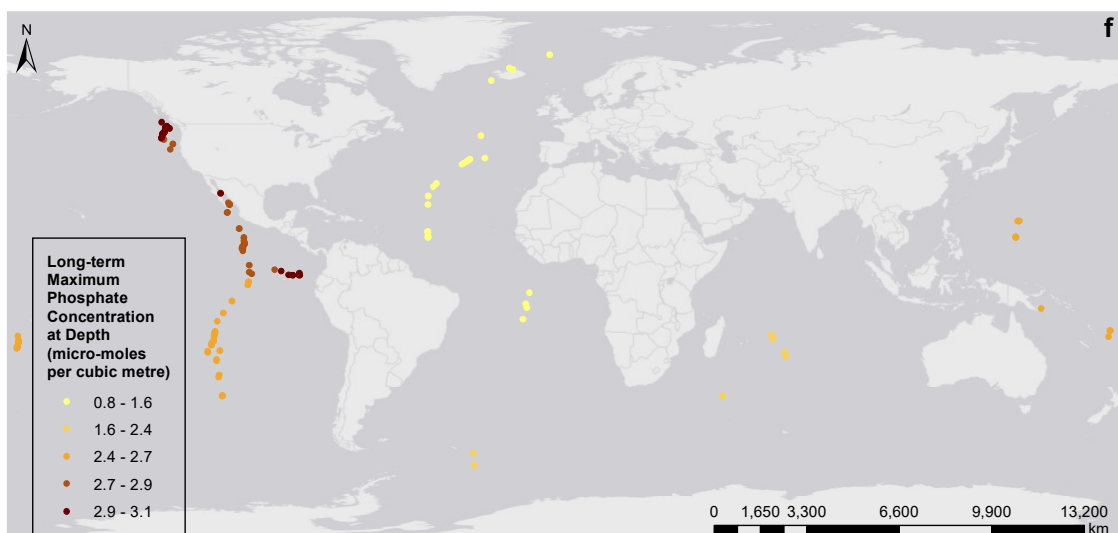 N
f
Long-term
Maximum
Phosphate
Concentration
at Depth
(micro-moles
per cubic metre)
0.8 - 1.6
1.6 - 2.4
2.4 - 2.7
2.7 - 2.9
2.9 - 3.1
0 1,650 3,300 6,600 9,900 13,200
km